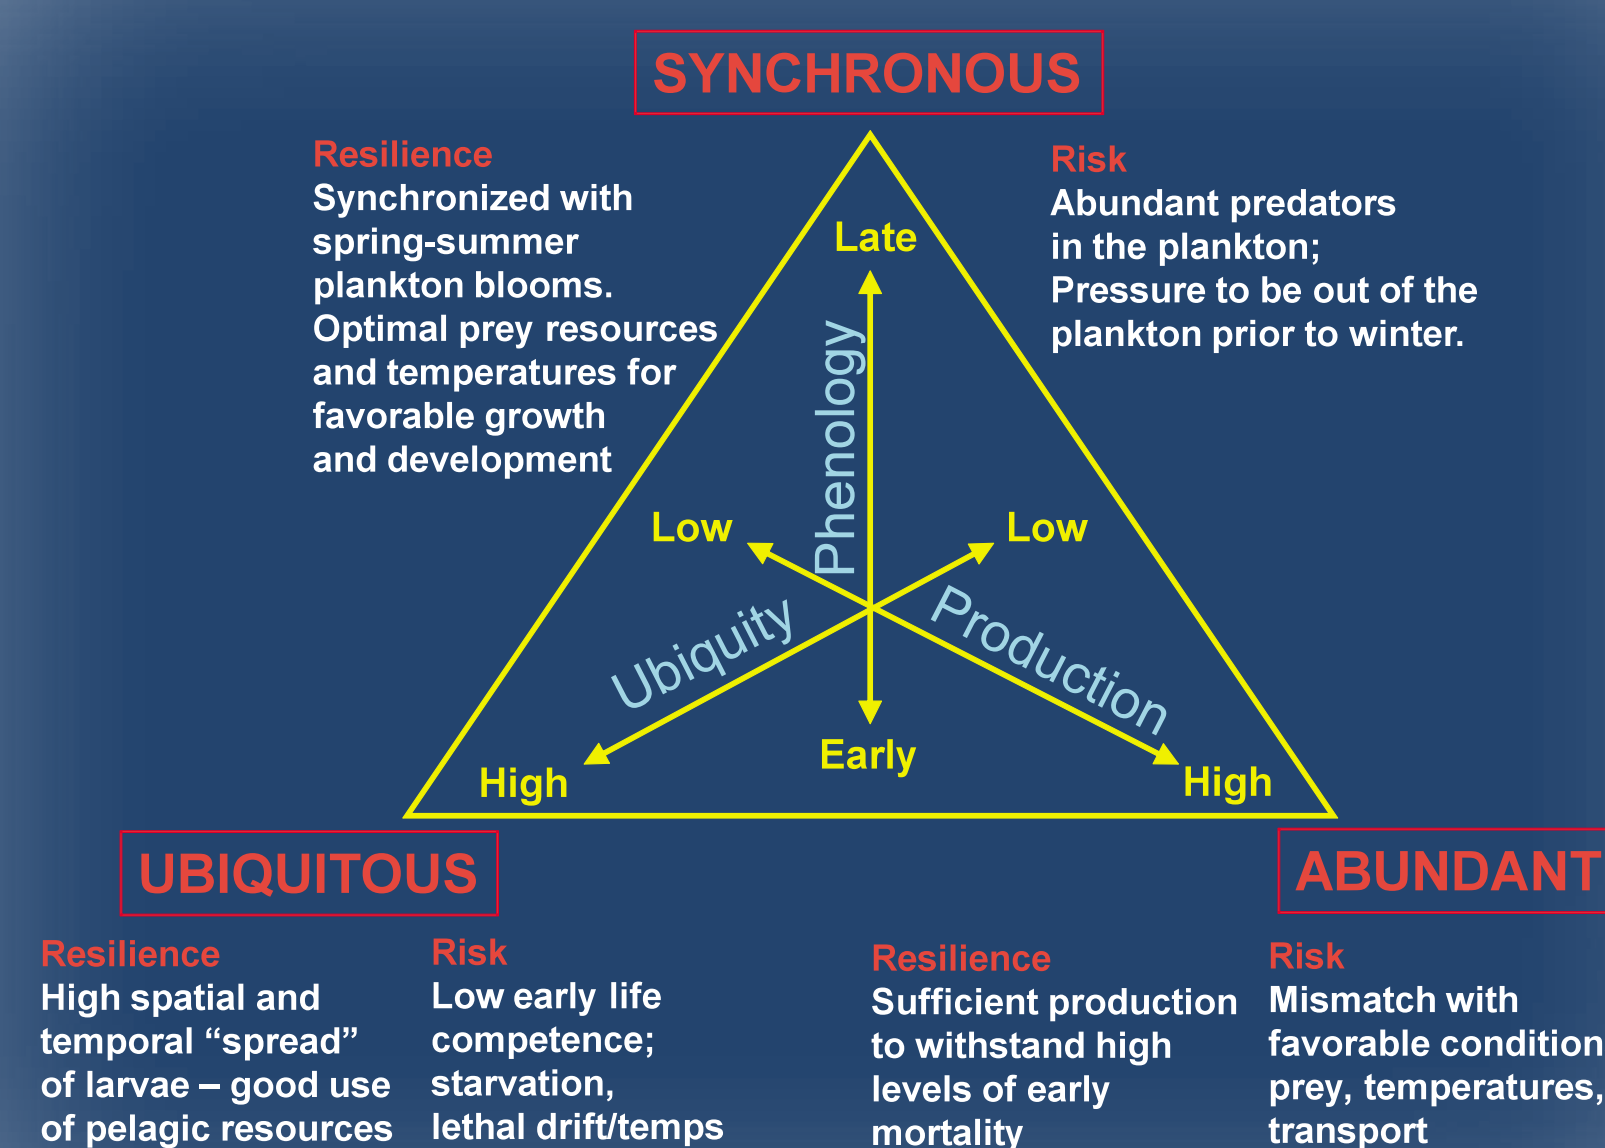 SYNCHRONOUS
Resilience
Synchronized with
spring-summer
plankton blooms.
Optimal prey resources
and temperatures for
favorable growth
and development
Risk
Abundant predators
in the plankton;
Pressure to be out of the
plankton prior to winter.
Late
Phenology
Low
Low
Ubiquity
Production
Early
High
High
UBIQUITOUS
ABUNDANT
Resilience
High spatial and
temporal “spread”
of larvae – good use
of pelagic resources
Risk
Low early life
competence;
starvation,
lethal drift/temps
Resilience
Sufficient production
to withstand high
levels of early
mortality
Risk
Mismatch with
favorable condition
prey, temperatures,
transport